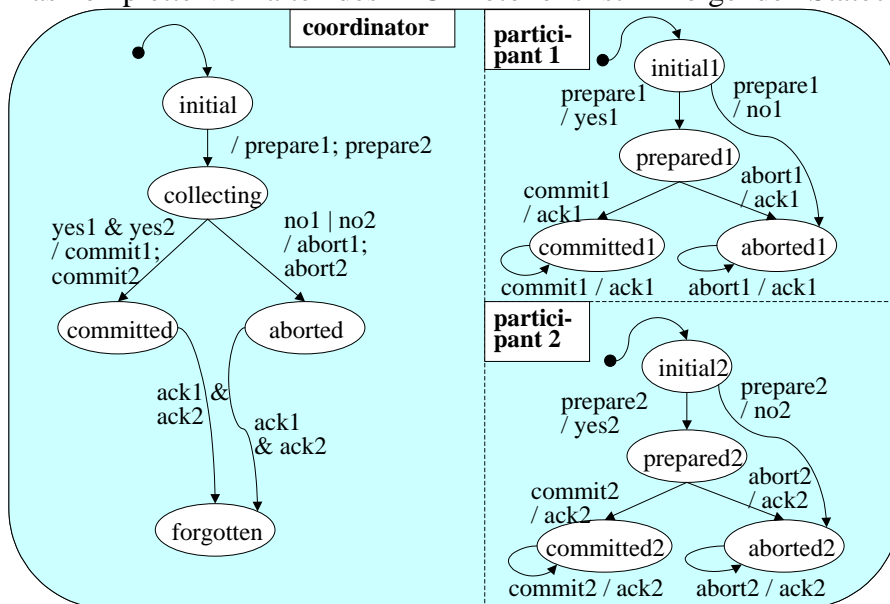 coordinator
initial
/ prepare1; prepare2
collecting
yes1 & yes2
/ commit1;
commit2
no1 | no2
/ abort1;
abort2
committed
aborted
ack1 &
ack2
ack1
& ack2
forgotten
partici-
pant 1
initial1
prepare1
/ yes1
prepare1
/ no1
prepared1
commit1
/ ack1
abort1
/ack1
committed1
aborted1
commit1 / ack1
abort1 / ack1
partici-
pant 2
initial2
prepare2
/ yes2
prepare2
/ no2
prepared2
commit2
/ ack2
abort2
/ ack2
committed2
aborted2
commit2 / ack2
abort2 / ack2